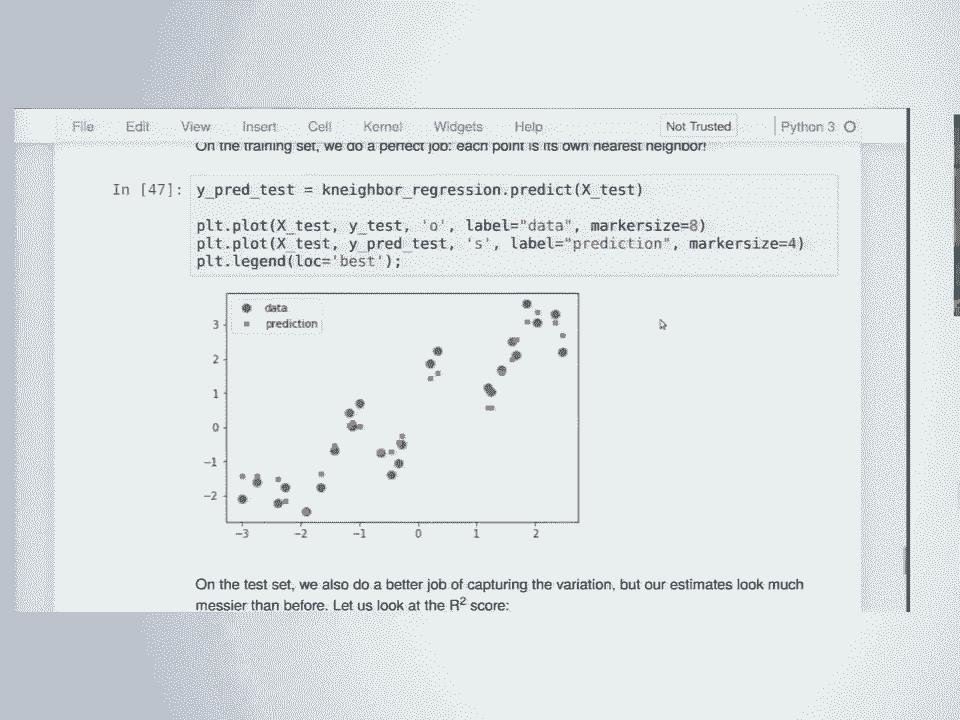 File Edit View Insert Cell Kernel Widgets Help Not Trusted Python 3
On the training set, we do a perfect job: each point is its own nearest neighbor!
In [47]: y_pred_test = kneighbor_regression.predict(X_test)
plt.plot(X_test, y_test, 'o', label="data", markersize=8)
plt.plot(X_test, y_pred_test, 's', label="prediction", markersize=4)
plt.legend(loc='best');
data
prediction
3
2
1
0
−1
−2
−3 −2 −1 0 1 2
On the test set, we also do a better job of capturing the variation, but our estimates look much
messier than before. Let us look at the R² score: